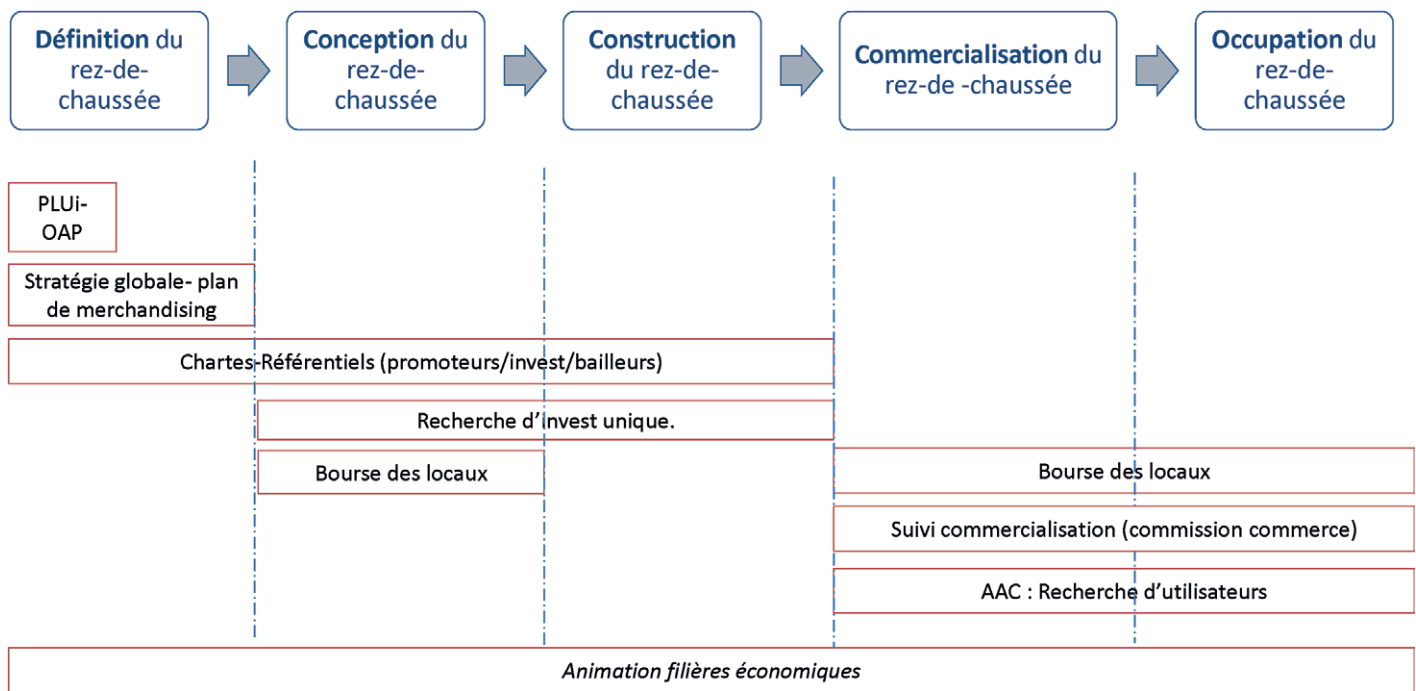 Définition du
rez-de-
chaussée
Conception du
rez-de-
chaussée
Construction
du rez-de-
chaussée
Commercialisation du
rez-de -chaussée
Occupation du
rez-de-
chaussée
PLUi-
OAP
Stratégie globale- plan
de merchandising
Chartes-Référentiels (promoteurs/invest/bailleurs)
Recherche d’invest unique.
Bourse des locaux
Bourse des locaux
Suivi commercialisation (commission commerce)
AAC : Recherche d’utilisateurs
Animation filières économiques